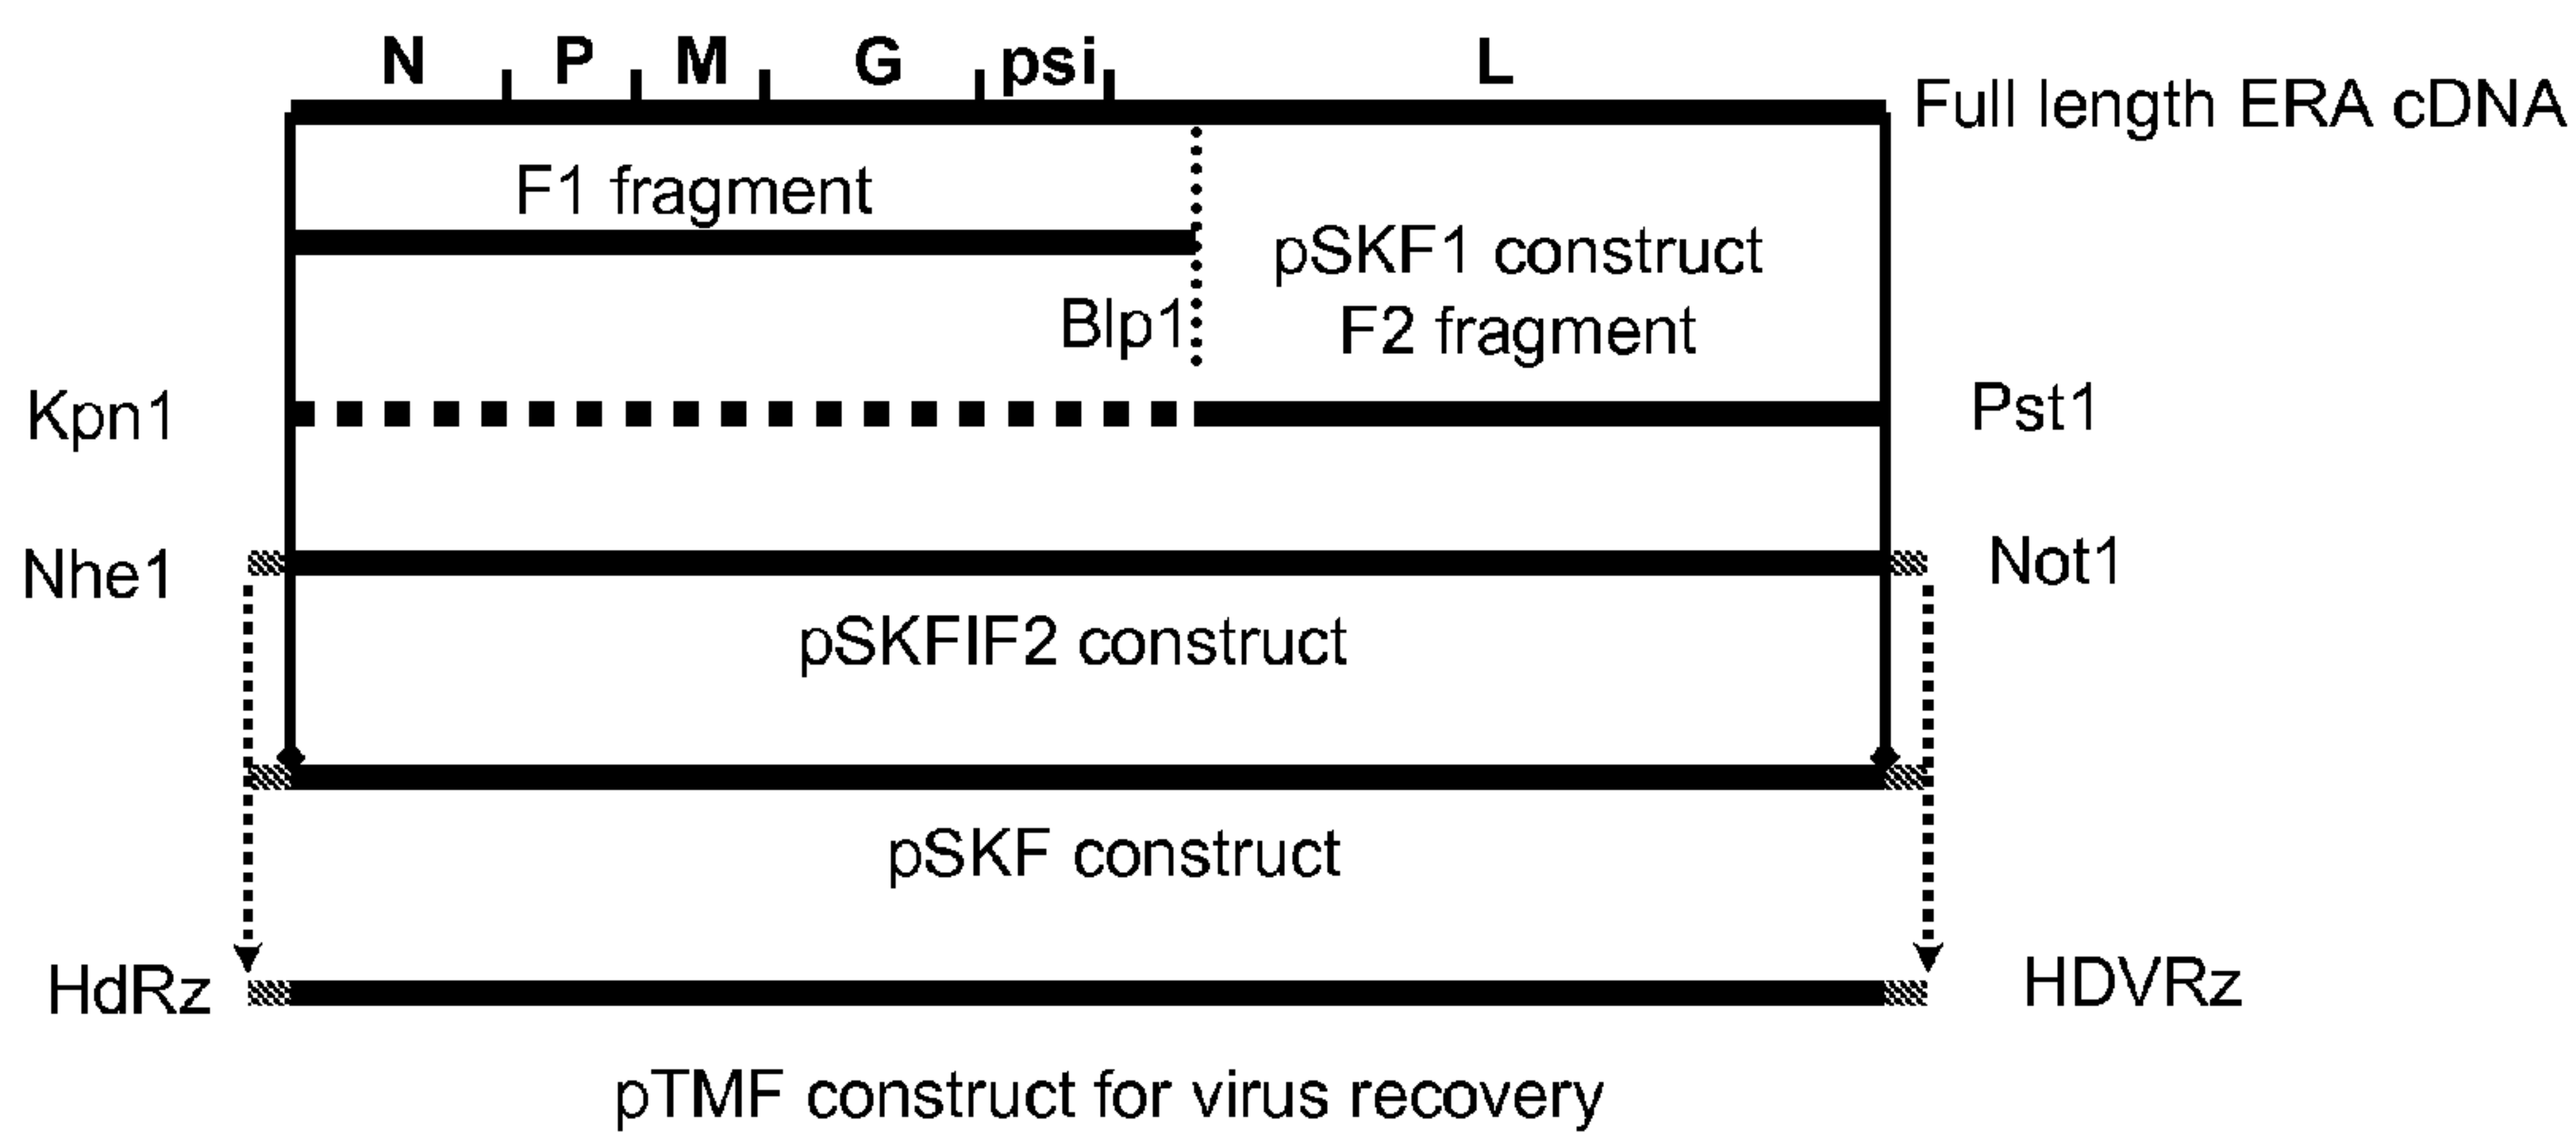 N P M G psi L
Full length ERA cDNA
F1 fragment
pSKF1 construct
Blp1
F2 fragment
Kpn1
Pst1
Nhe1
Not1
pSKFIF2 construct
pSKF construct
HdRz
HDVRz
pTMF construct for virus recovery